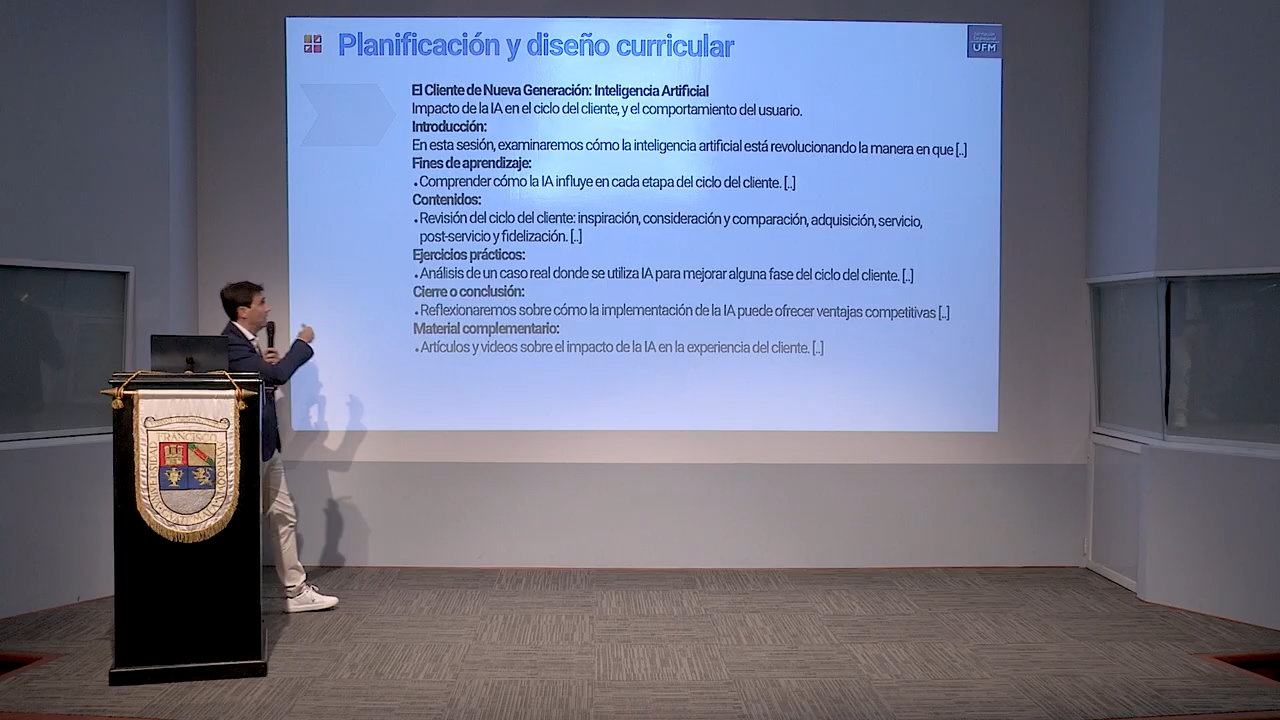 Planificación y diseño curricular
Formación
Empresarial
UFM
El Cliente de Nueva Generación: Inteligencia Artificial
Impacto de la IA en el ciclo del cliente, y el comportamiento del usuario.
Introducción:
En esta sesión, examinaremos cómo la inteligencia artificial está revolucionando la manera en que [..]
Fines de aprendizaje:
• Comprender cómo la IA influye en cada etapa del ciclo del cliente. [..]
Contenidos:
• Revisión del ciclo del cliente: inspiración, consideración y comparación, adquisición, servicio,
post-servicio y fidelización. [..]
Ejercicios prácticos:
• Análisis de un caso real donde se utiliza IA para mejorar alguna fase del ciclo del cliente. [..]
Cierre o conclusión:
• Reflexionaremos sobre cómo la implementación de la IA puede ofrecer ventajas competitivas [..]
Material complementario:
• Artículos y videos sobre el impacto de la IA en la experiencia del cliente. [..]
UNIVERSIDAD FRANCISCO MARROQUIN
GUATEMALA